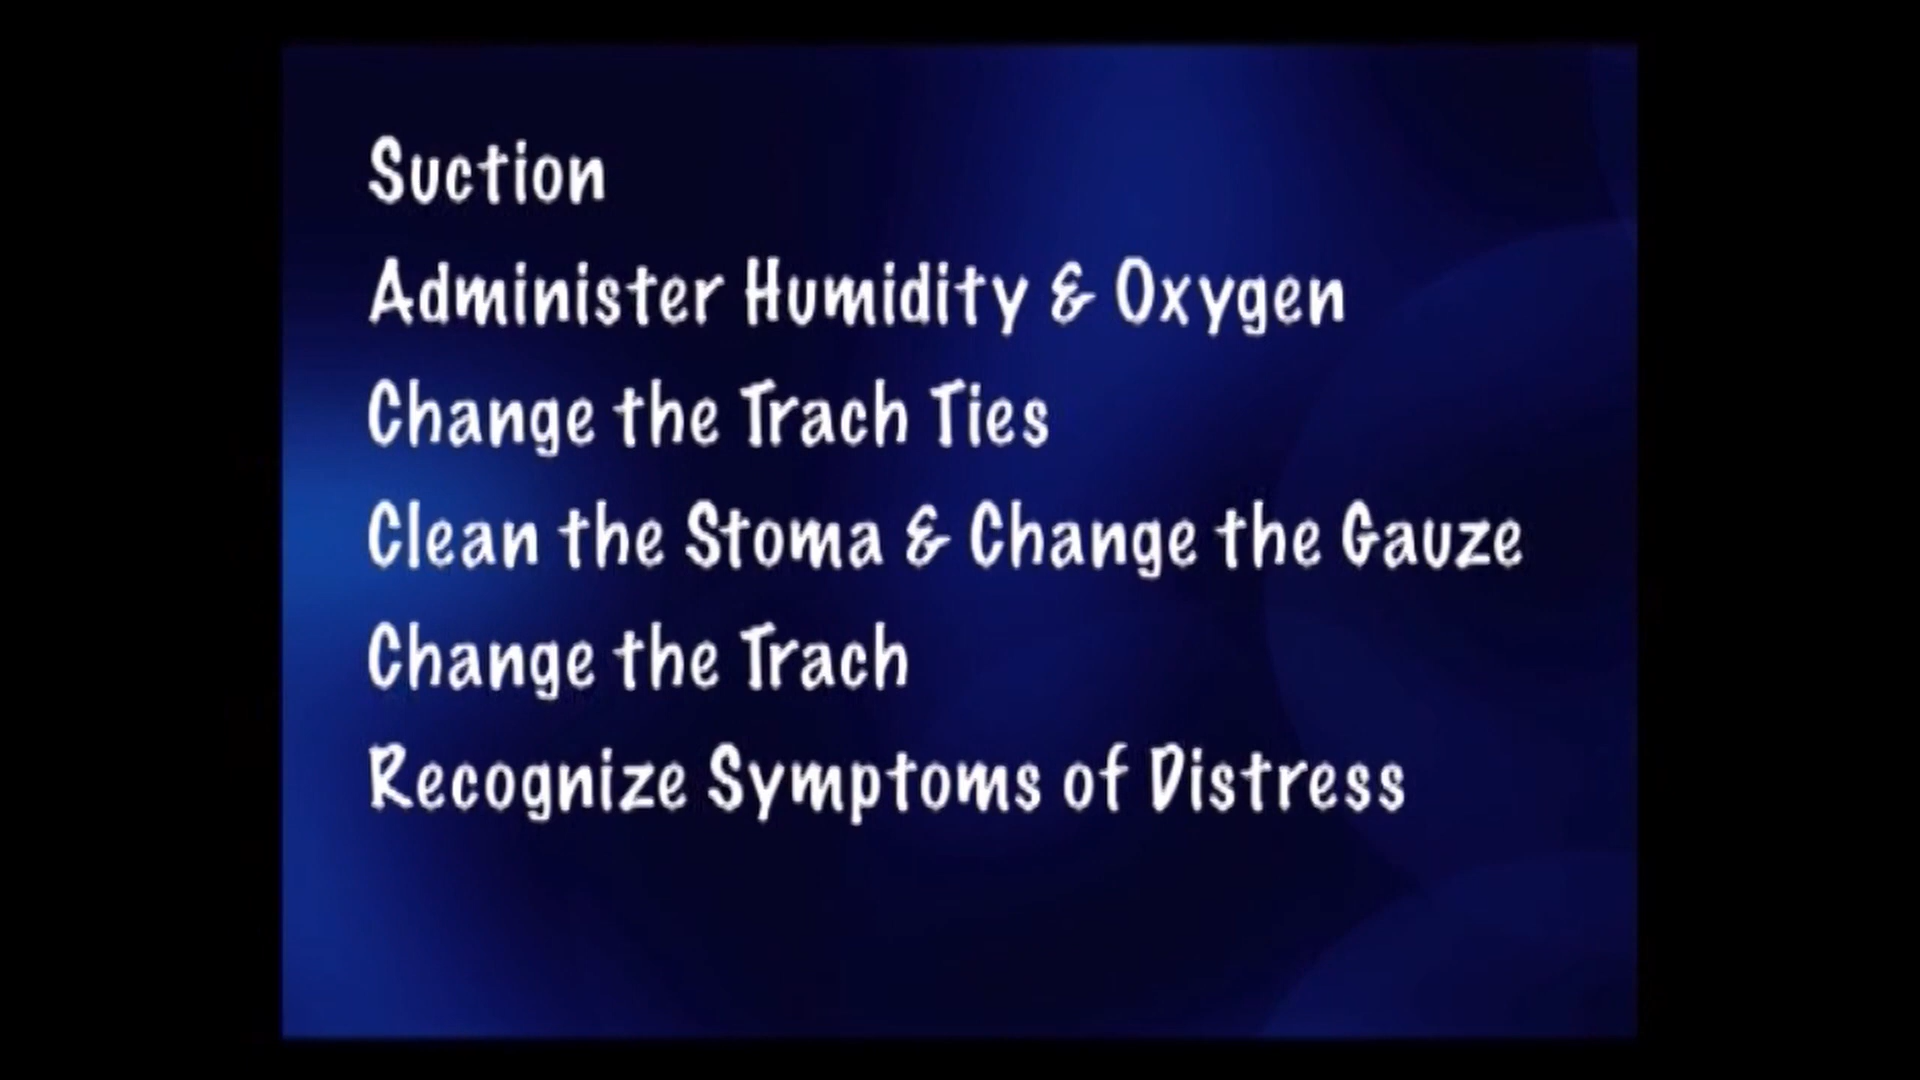 Suction
Administer Humidity & Oxygen
Change the Trach Ties
Clean the Stoma & Change the Gauze
Change the Trach
Recognize Symptoms of Distress